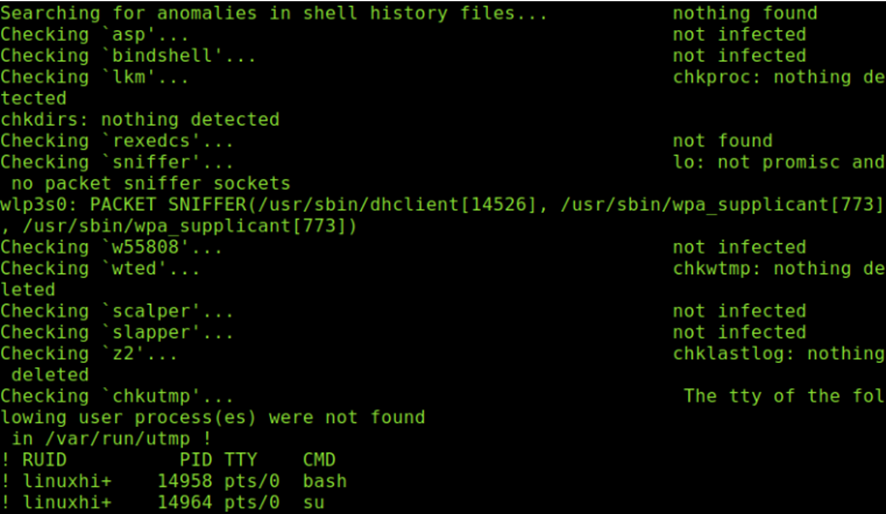 Searching for anomalies in shell history files... nothing found
Checking `asp'... not infected
Checking `bindshell'... not infected
Checking `lkm'... chkproc: nothing de
tected
chkdirs: nothing detected
Checking `rexedcs'... not found
Checking `sniffer'... lo: not promisc and
 no packet sniffer sockets
wlp3s0: PACKET SNIFFER(/usr/sbin/dhclient[14526], /usr/sbin/wpa_supplicant[773]
, /usr/sbin/wpa_supplicant[773])
Checking `w55808'... not infected
Checking `wted'... chkwtmp: nothing de
leted
Checking `scalper'... not infected
Checking `slapper'... not infected
Checking `z2'... chklastlog: nothing
 deleted
Checking `chkutmp'... The tty of the fol
lowing user process(es) were not found
 in /var/run/utmp !
! RUID PID TTY CMD
! linuxhi+ 14958 pts/0 bash
! linuxhi+ 14964 pts/0 su